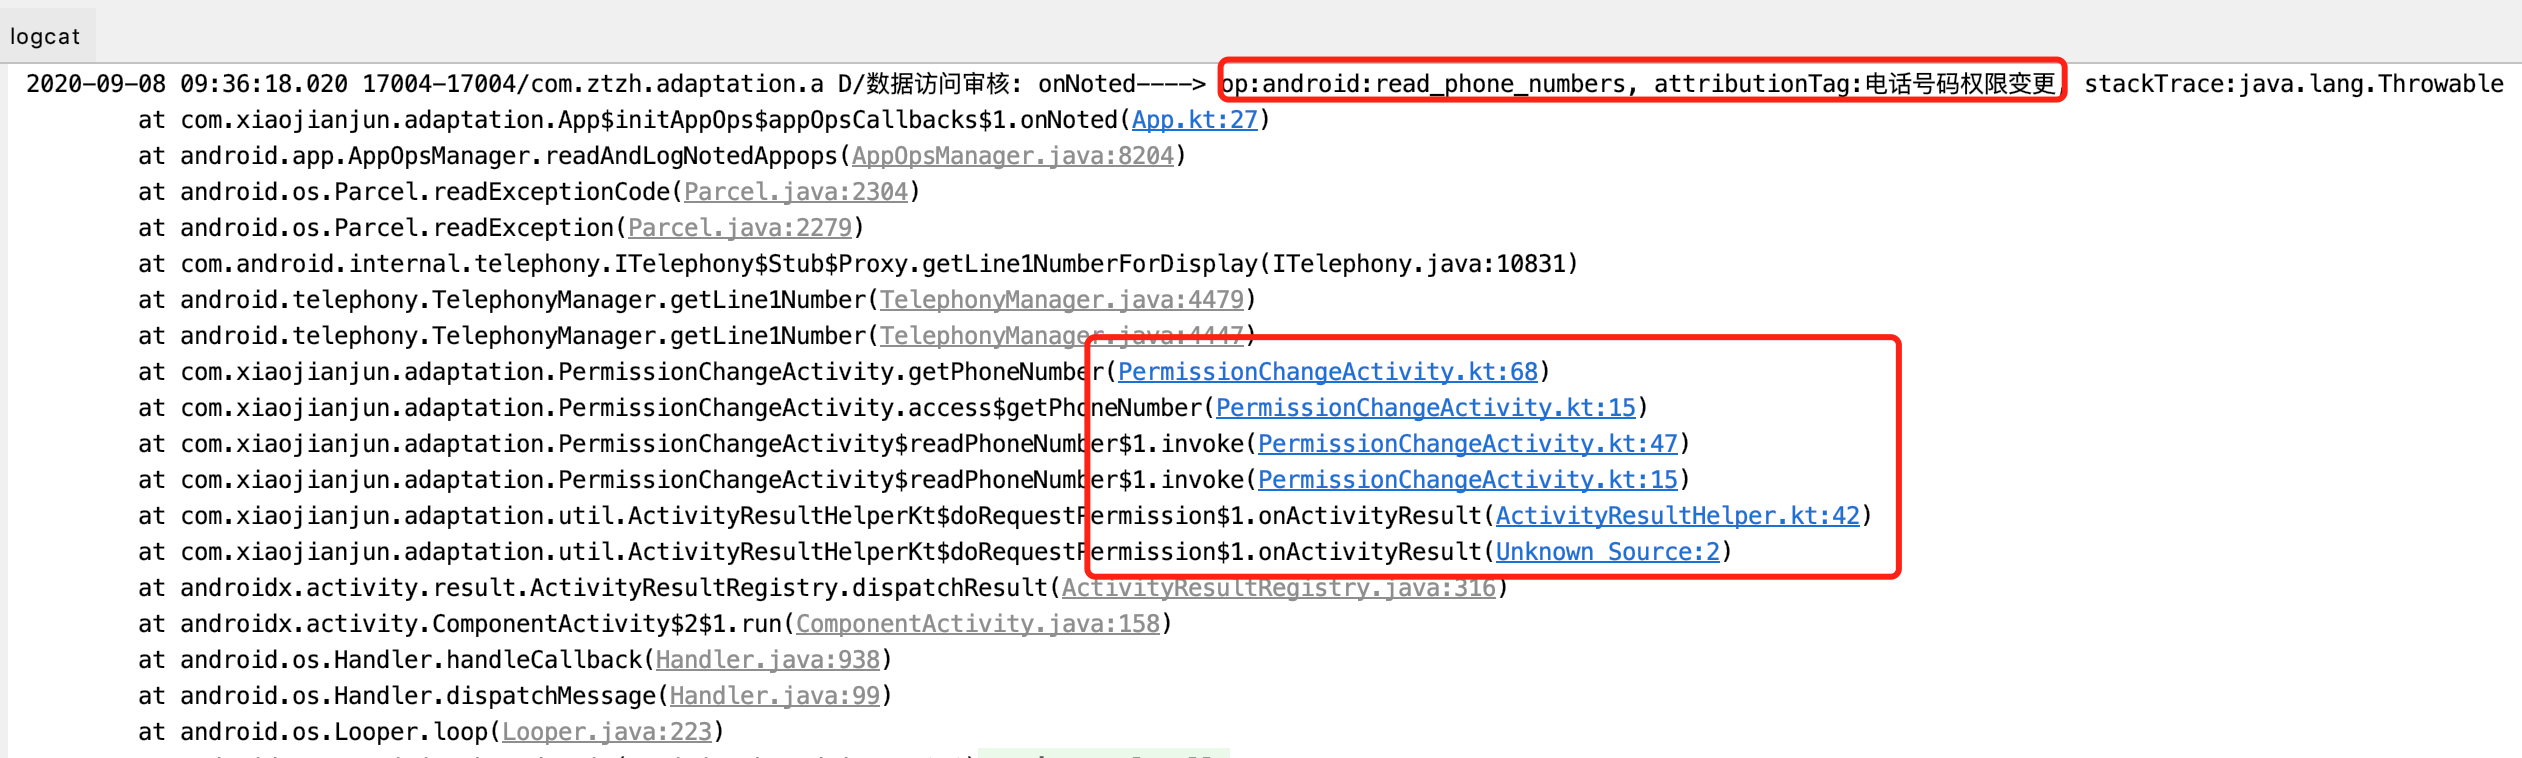 logcat
2020-09-08 09:36:18.020 17004-17004/com.ztzh.adaptation.a D/数据访问审核: onNoted----> op:android:read_phone_numbers, attributionTag:电话号码权限变更, stackTrace:java.lang.Throwable
at com.xiaojianjun.adaptation.App$initAppOps$appOpsCallbacks$1.onNoted(App.kt:27)
at android.app.AppOpsManager.readAndLogNotedAppops(AppOpsManager.java:8204)
at android.os.Parcel.readExceptionCode(Parcel.java:2304)
at android.os.Parcel.readException(Parcel.java:2279)
at com.android.internal.telephony.ITelephony$Stub$Proxy.getLine1NumberForDisplay(ITelephony.java:10831)
at android.telephony.TelephonyManager.getLine1Number(TelephonyManager.java:4479)
at android.telephony.TelephonyManager.getLine1Number(TelephonyManager.java:4447)
at com.xiaojianjun.adaptation.PermissionChangeActivity.getPhoneNumber(PermissionChangeActivity.kt:68)
at com.xiaojianjun.adaptation.PermissionChangeActivity.access$getPhoneNumber(PermissionChangeActivity.kt:15)
at com.xiaojianjun.adaptation.PermissionChangeActivity$readPhoneNumber$1.invoke(PermissionChangeActivity.kt:47)
at com.xiaojianjun.adaptation.PermissionChangeActivity$readPhoneNumber$1.invoke(PermissionChangeActivity.kt:15)
at com.xiaojianjun.adaptation.util.ActivityResultHelperKt$doRequestPermission$1.onActivityResult(ActivityResultHelper.kt:42)
at com.xiaojianjun.adaptation.util.ActivityResultHelperKt$doRequestPermission$1.onActivityResult(Unknown Source:2)
at androidx.activity.result.ActivityResultRegistry.dispatchResult(ActivityResultRegistry.java:316)
at androidx.activity.ComponentActivity$2$1.run(ComponentActivity.java:158)
at android.os.Handler.handleCallback(Handler.java:938)
at android.os.Handler.dispatchMessage(Handler.java:99)
at android.os.Looper.loop(Looper.java:223)